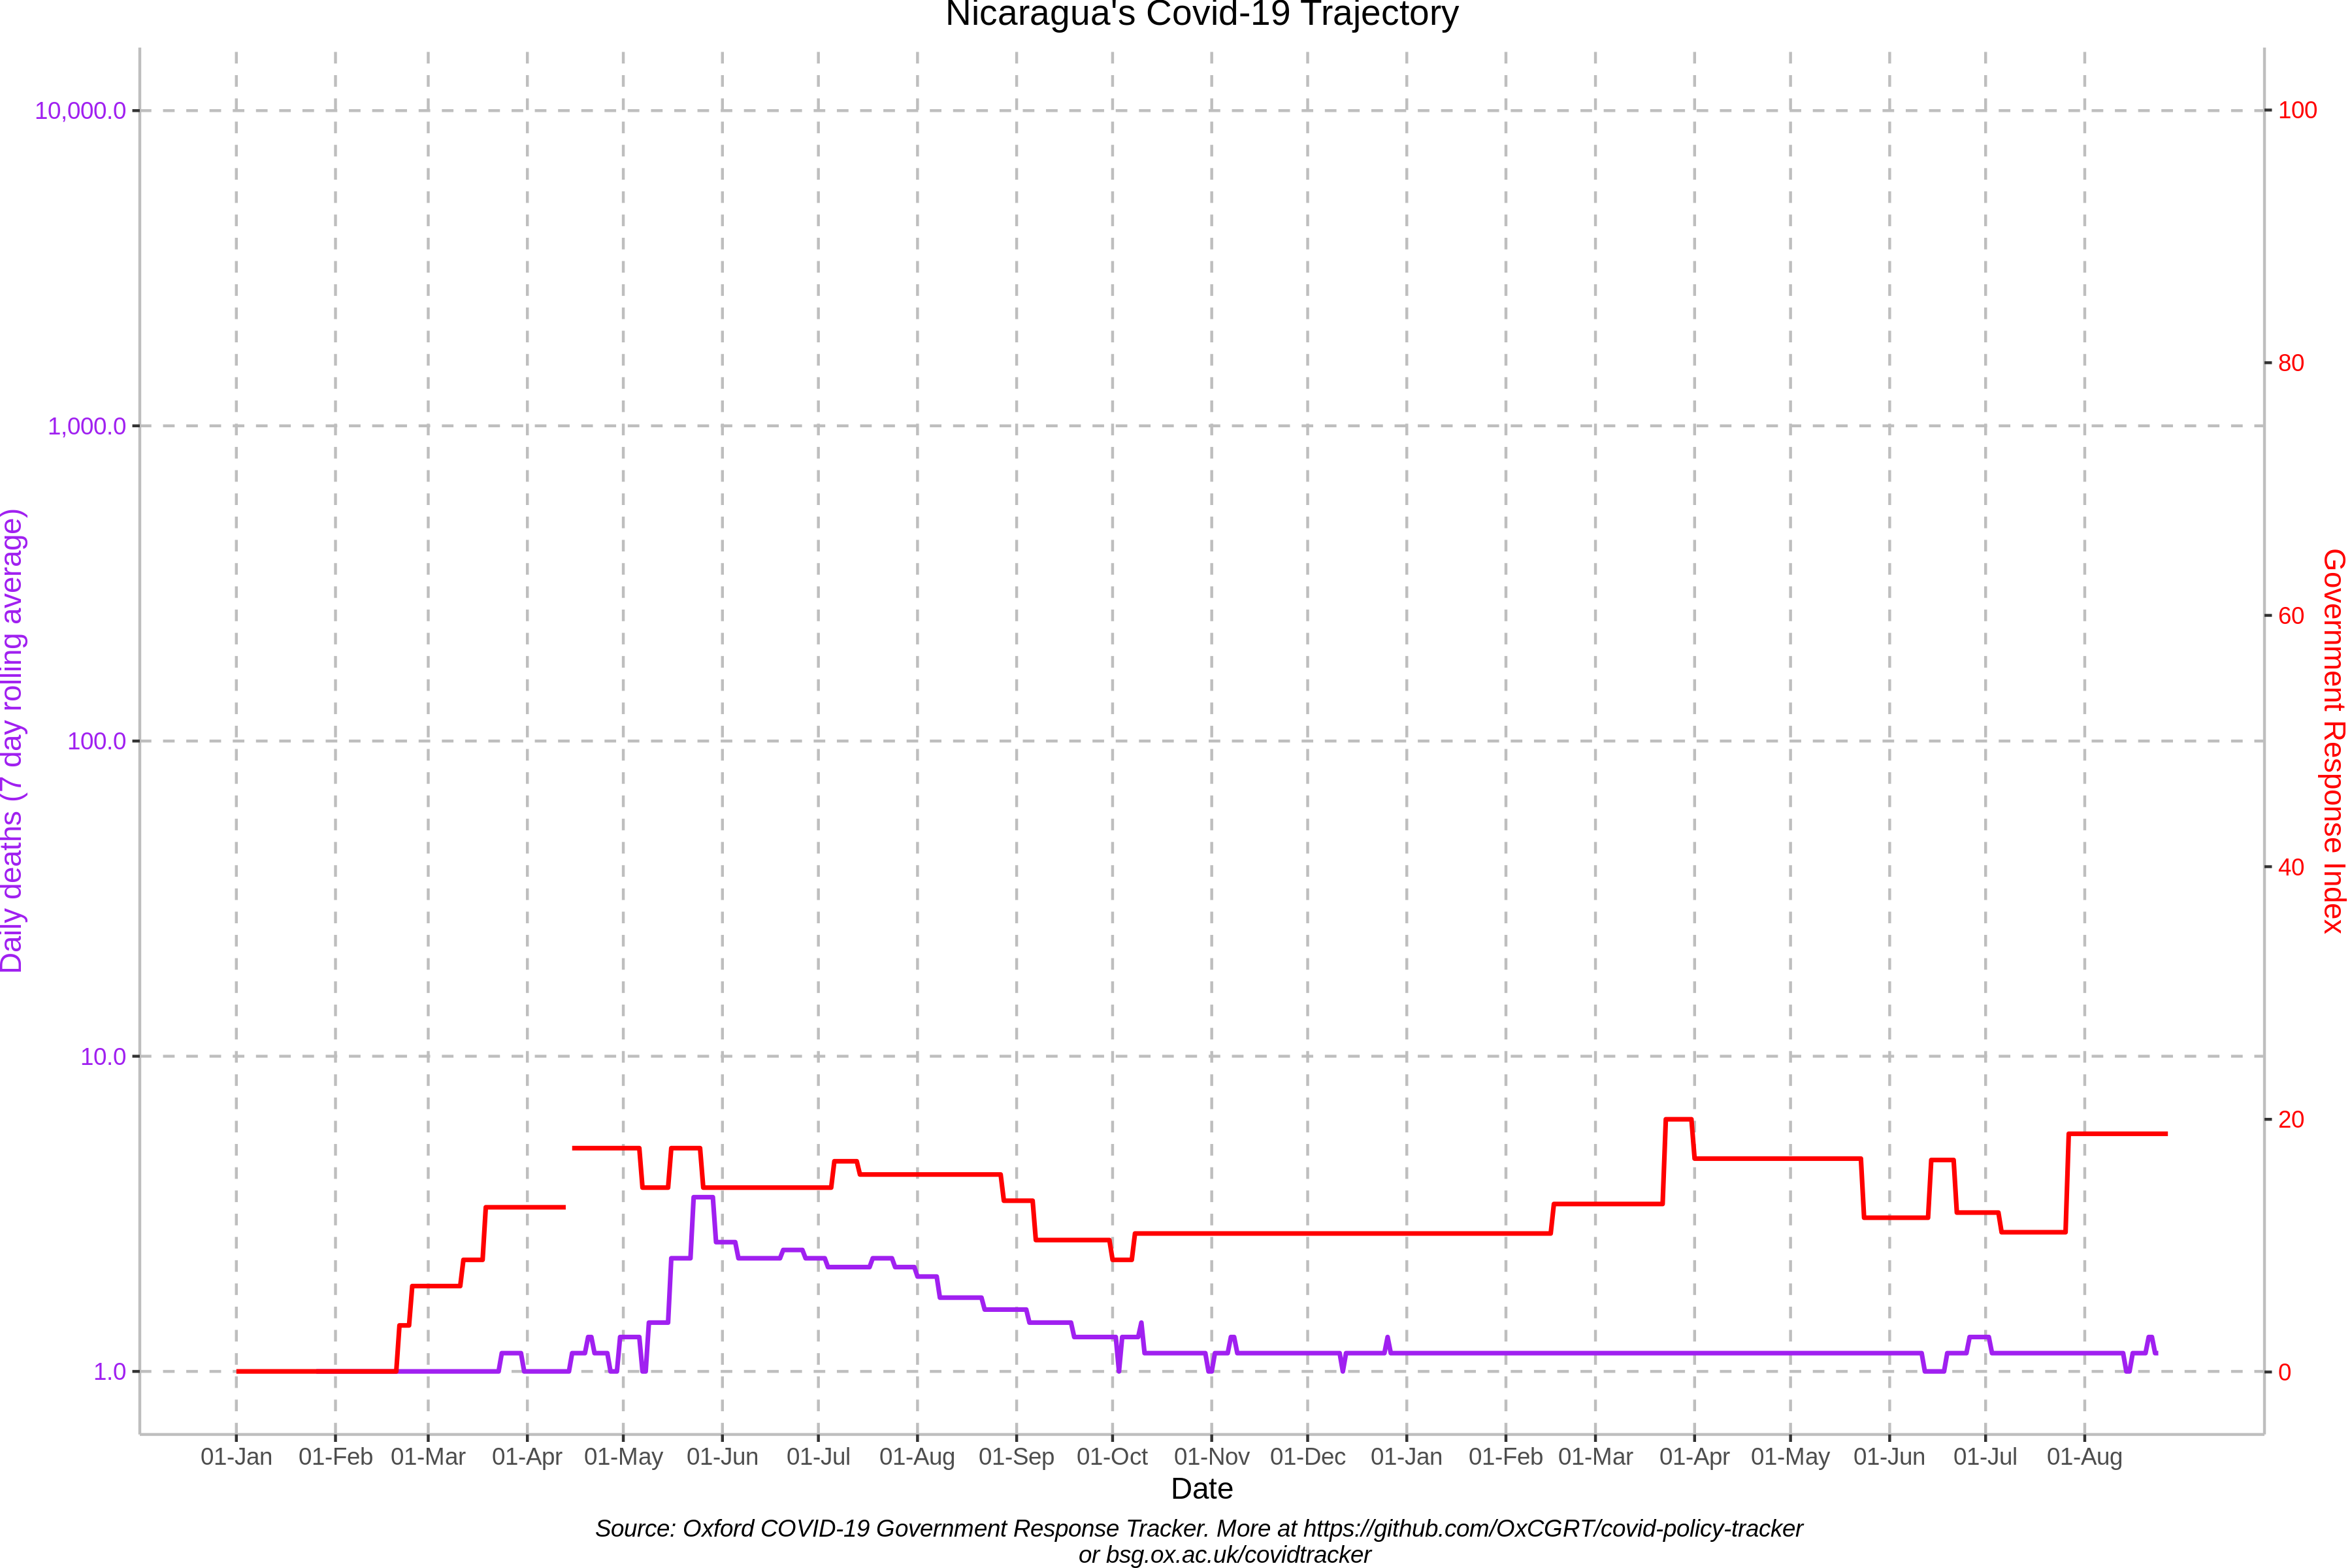 Nicaragua's Covid-19 Trajectory
10,000.0
1,000.0
100.0
10.0
1.0
Daily deaths (7 day rolling average)
100
80
60
40
20
0
Government Response Index
01-Jan 01-Feb 01-Mar 01-Apr 01-May 01-Jun 01-Jul 01-Aug 01-Sep 01-Oct 01-Nov 01-Dec 01-Jan 01-Feb 01-Mar 01-Apr 01-May 01-Jun 01-Jul 01-Aug
Date
Source: Oxford COVID-19 Government Response Tracker. More at https://github.com/OxCGRT/covid-policy-tracker
or bsg.ox.ac.uk/covidtracker